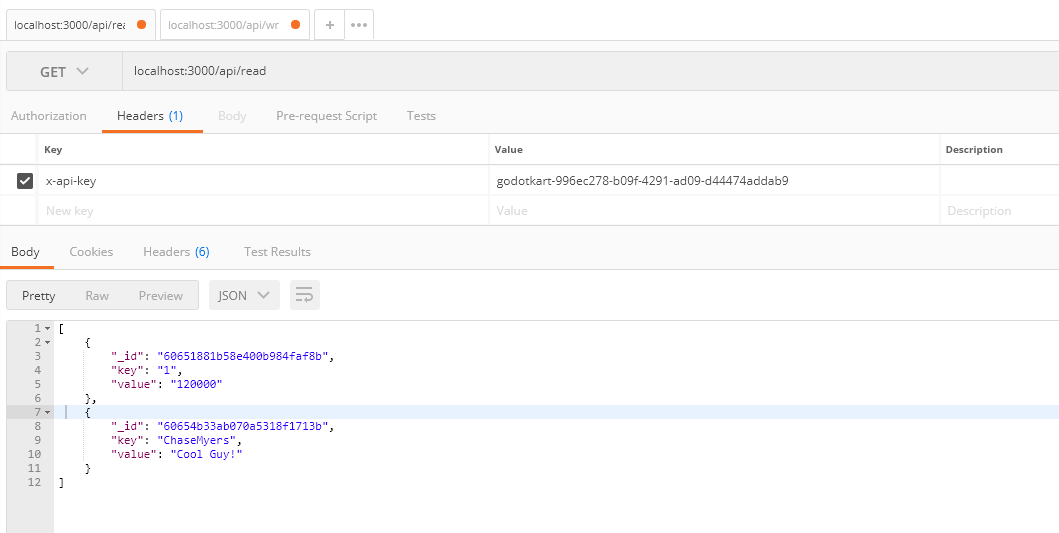 localhost:3000/api/rea
localhost:3000/api/wr
+
•••
GET
localhost:3000/api/read
Authorization Headers (1) Body Pre-request Script Tests
Key Value Description
x-api-key godotkart-996ec278-b09f-4291-ad09-d44474addab9
New key Value Description
Body Cookies Headers (6) Test Results
Pretty Raw Preview JSON
1 [
2 {
3 "_id": "60651881b58e400b984faf8b",
4 "key": "1",
5 "value": "120000"
6 },
7 {
8 "_id": "60654b33ab070a5318f1713b",
9 "key": "ChaseMyers",
10 "value": "Cool Guy!"
11 }
12 ]